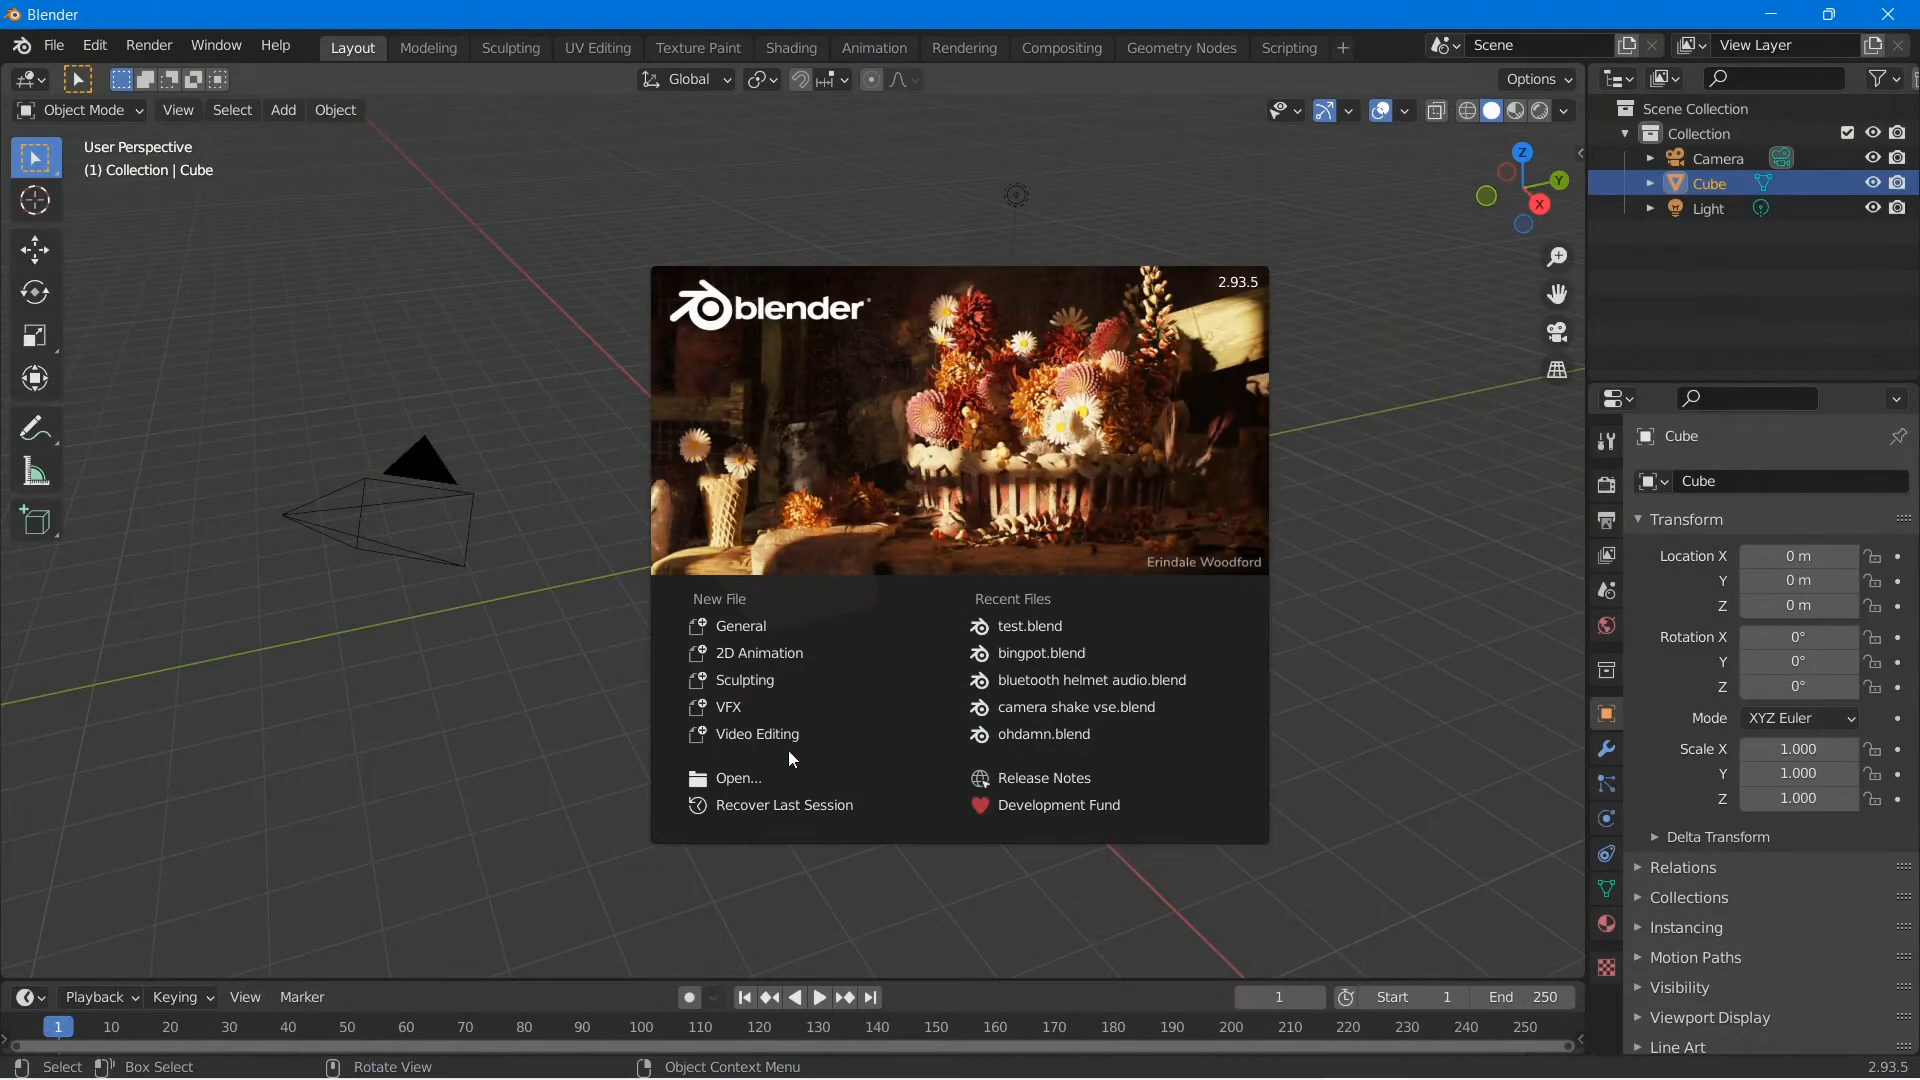 Blender
File Edit Render Window Help Layout Modeling Sculpting UV Editing Texture Paint Shading Animation Rendering Compositing Geometry Nodes Scripting + Scene View Layer
Global Options
Object Mode View Select Add Object
User Perspective
(1) Collection | Cube
Z
Y
X
Scene Collection
Collection
Camera
Cube
Light
blender
2.93.5
Erindale Woodford
New File
General
2D Animation
Sculpting
VFX
Video Editing
Open...
Recover Last Session
Recent Files
test.blend
bingpot.blend
bluetooth helmet audio.blend
camera shake vse.blend
ohdamn.blend
Release Notes
Development Fund
Cube
Cube
Transform
Location X 0 m
Y 0 m
Z 0 m
Rotation X 0°
Y 0°
Z 0°
Mode XYZ Euler
Scale X 1.000
Y 1.000
Z 1.000
Delta Transform
Relations
Collections
Instancing
Motion Paths
Visibility
Viewport Display
Line Art
Playback Keying View Marker 1 Start 1 End 250
1 10 20 30 40 50 60 70 80 90 100 110 120 130 140 150 160 170 180 190 200 210 220 230 240 250
Select Box Select Rotate View Object Context Menu 2.93.5